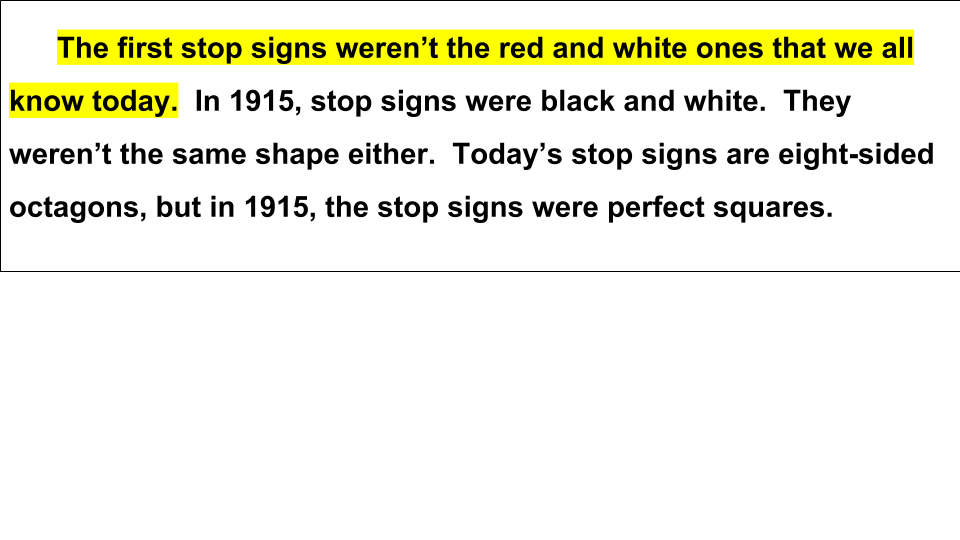 The first stop signs weren’t the red and white ones that we all
know today.  In 1915, stop signs were black and white.  They
weren’t the same shape either.  Today’s stop signs are eight-sided
octagons, but in 1915, the stop signs were perfect squares.